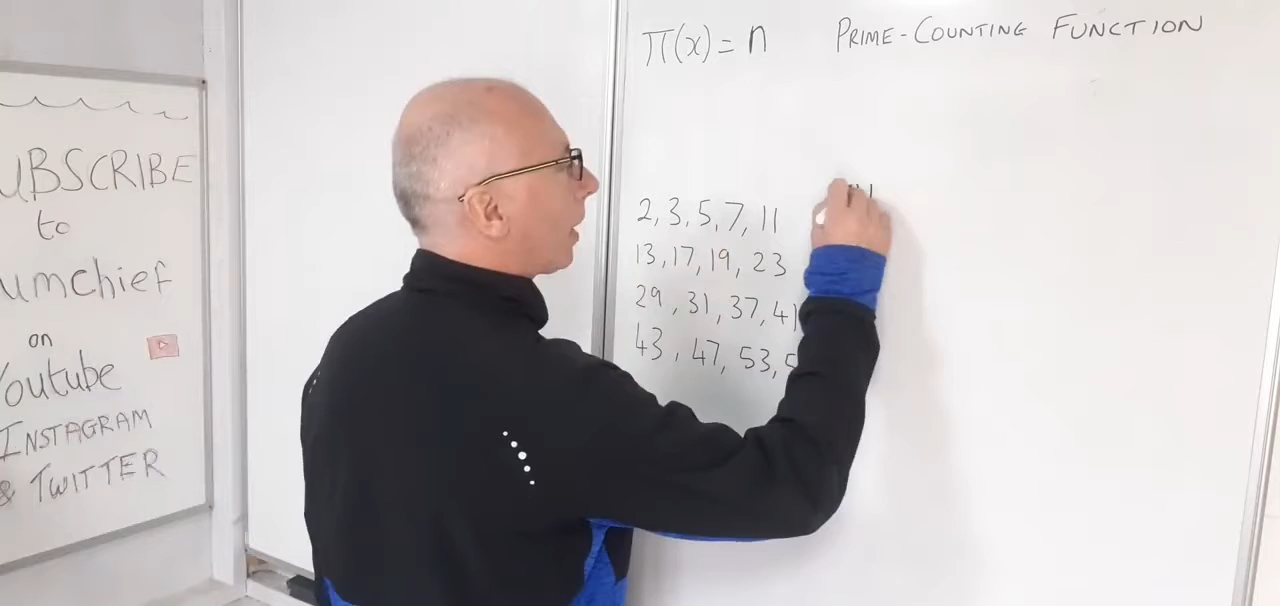 UBSCRIBE
to
umchief
on
Youtube
INSTAGRAM
& TWITTER
π(x) = n PRIME-COUNTING FUNCTION
2, 3, 5, 7, 11
13, 17, 19, 23
29, 31, 37, 41
43, 47, 53, 5